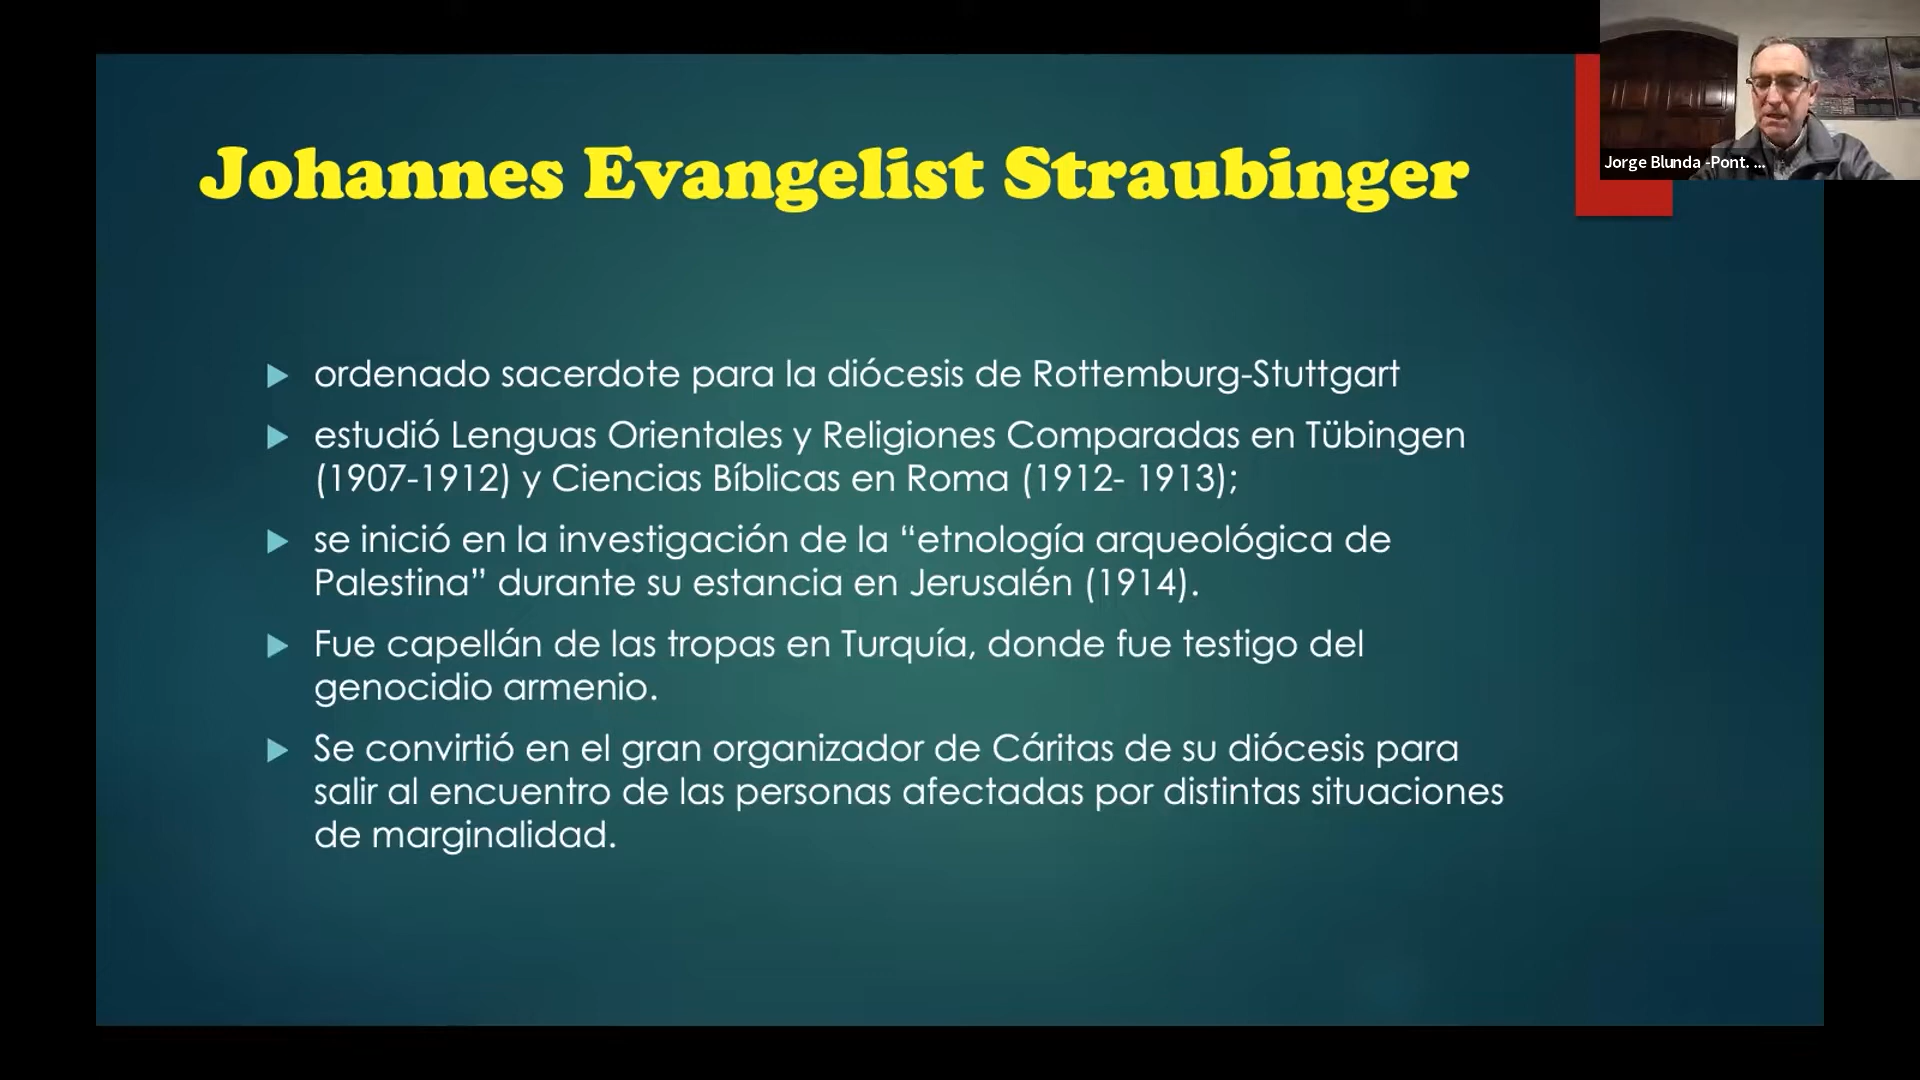 Johannes Evangelist Straubinger
ordenado sacerdote para la diócesis de Rottemburg-Stuttgart
estudió Lenguas Orientales y Religiones Comparadas en Tübingen
(1907-1912) y Ciencias Bíblicas en Roma (1912- 1913);
se inició en la investigación de la “etnología arqueológica de
Palestina” durante su estancia en Jerusalén (1914).
Fue capellán de las tropas en Turquía, donde fue testigo del
genocidio armenio.
Se convirtió en el gran organizador de Cáritas de su diócesis para
salir al encuentro de las personas afectadas por distintas situaciones
de marginalidad.
Jorge Blunda -Pont. ...